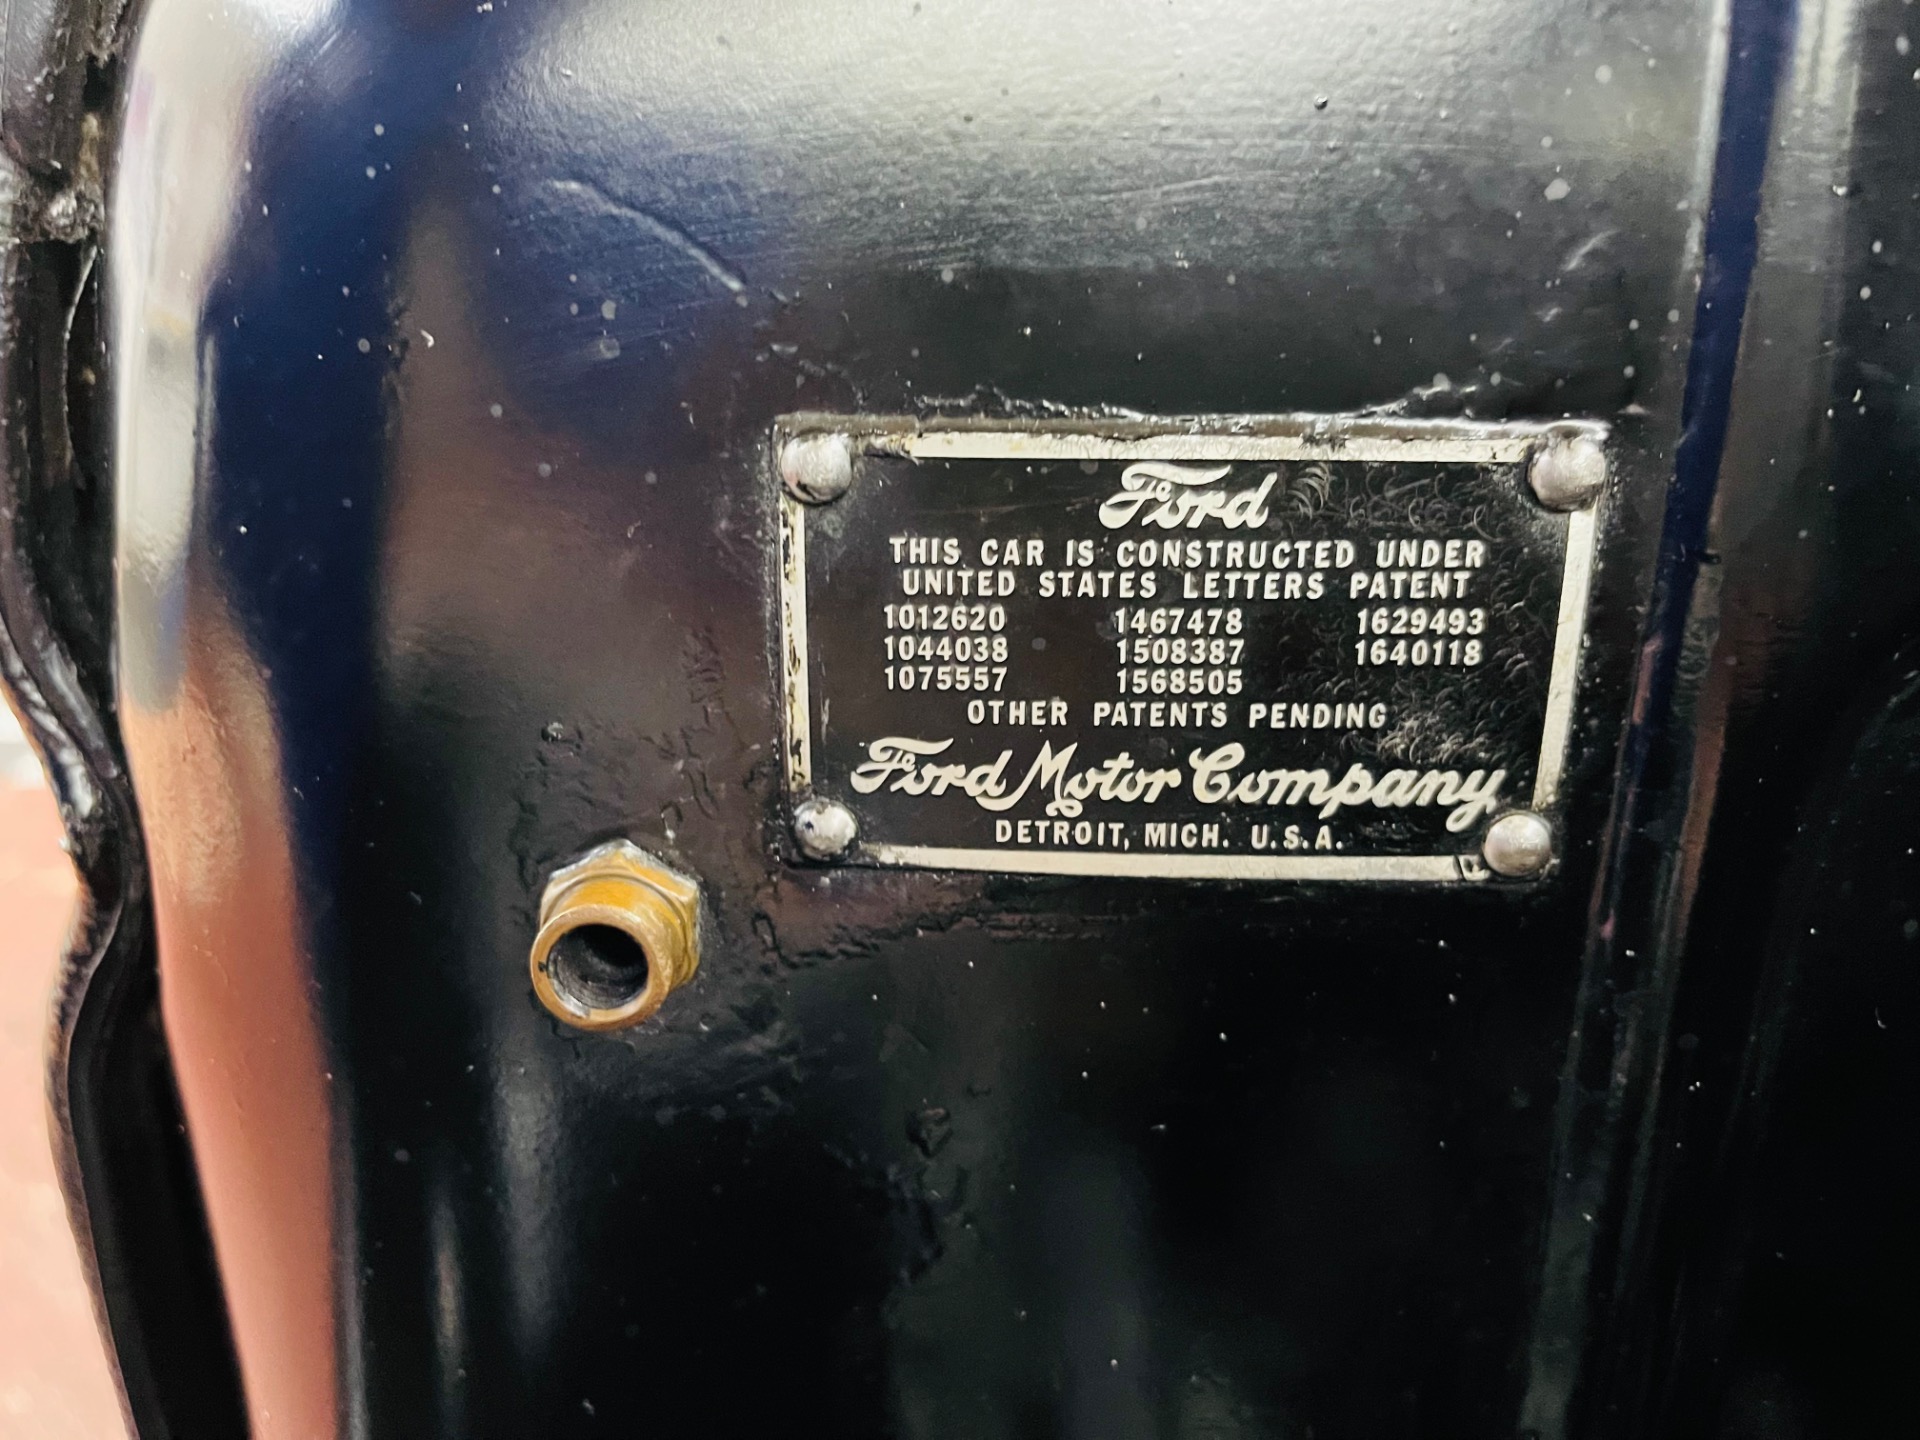 Ford
THIS CAR IS CONSTRUCTED UNDER
UNITED STATES LETTERS PATENT
1012620 1467478 1629493
1044038 1508387 1640118
1075557 1568505
OTHER PATENTS PENDING
Ford Motor Company
DETROIT, MICH. U.S.A.